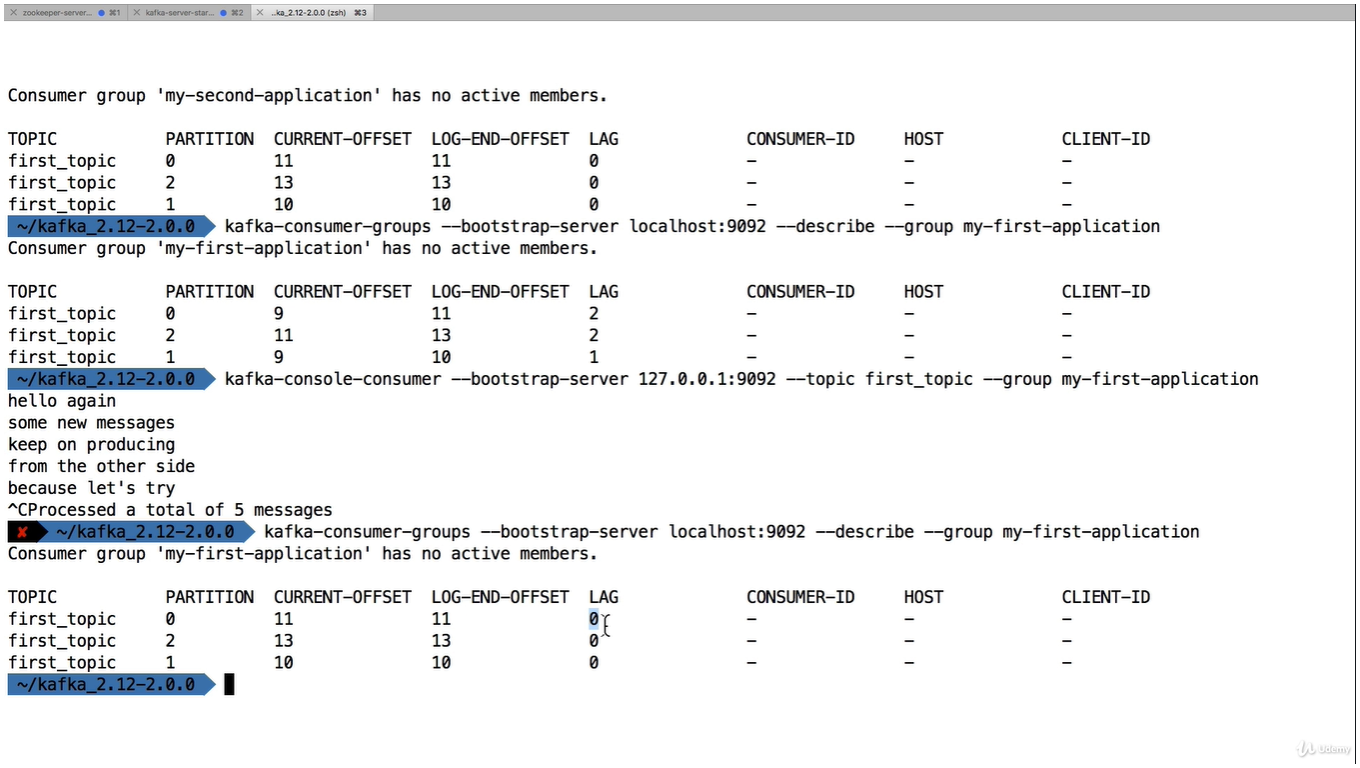 zookeeper-server... ⌘1 kafka-server-star... ⌘2 ..ka_2.12-2.0.0 (zsh) ⌘3
Consumer group 'my-second-application' has no active members.
TOPIC PARTITION CURRENT-OFFSET LOG-END-OFFSET LAG CONSUMER-ID HOST CLIENT-ID
first_topic 0 11 11 0 - - -
first_topic 2 13 13 0 - - -
first_topic 1 10 10 0 - - -
~/kafka_2.12-2.0.0 kafka-consumer-groups --bootstrap-server localhost:9092 --describe --group my-first-application
Consumer group 'my-first-application' has no active members.
TOPIC PARTITION CURRENT-OFFSET LOG-END-OFFSET LAG CONSUMER-ID HOST CLIENT-ID
first_topic 0 9 11 2 - - -
first_topic 2 11 13 2 - - -
first_topic 1 9 10 1 - - -
~/kafka_2.12-2.0.0 kafka-console-consumer --bootstrap-server 127.0.0.1:9092 --topic first_topic --group my-first-application
hello again
some new messages
keep on producing
from the other side
because let's try
^CProcessed a total of 5 messages
✘ ~/kafka_2.12-2.0.0 kafka-consumer-groups --bootstrap-server localhost:9092 --describe --group my-first-application
Consumer group 'my-first-application' has no active members.
TOPIC PARTITION CURRENT-OFFSET LOG-END-OFFSET LAG CONSUMER-ID HOST CLIENT-ID
first_topic 0 11 11 0 - - -
first_topic 2 13 13 0 - - -
first_topic 1 10 10 0 - - -
~/kafka_2.12-2.0.0
Udemy